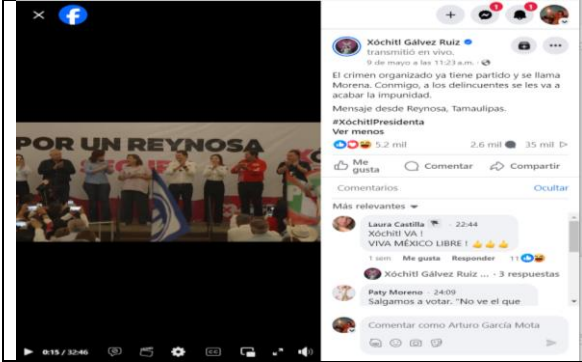 Xóchitl Gálvez Ruiz
transmitió en vivo.
9 de mayo a las 11:23 a.m. ·
El crimen organizado ya tiene partido y se llama
Morena. Conmigo, a los delincuentes se les va a
acabar la impunidad.
Mensaje desde Reynosa, Tamaulipas.
#XóchitlPresidenta
Ver menos
5.2 mil 2.6 mil 35 mil
Me gusta
Comentar
Compartir
Comentarios Ocultar
Más relevantes
Laura Castilla · 22:44
Xóchitl VA !
VIVA MÉXICO LIBRE ! 👍👍👍
1 sem Me gusta Responder 11
Xóchitl Gálvez Ruiz ... · 3 respuestas
Paty Moreno · 24:09
Salgamos a votar. "No ve el que
Comentar como Arturo García Mota
POR UN REYNOSA
0:15 / 32:46
1
1